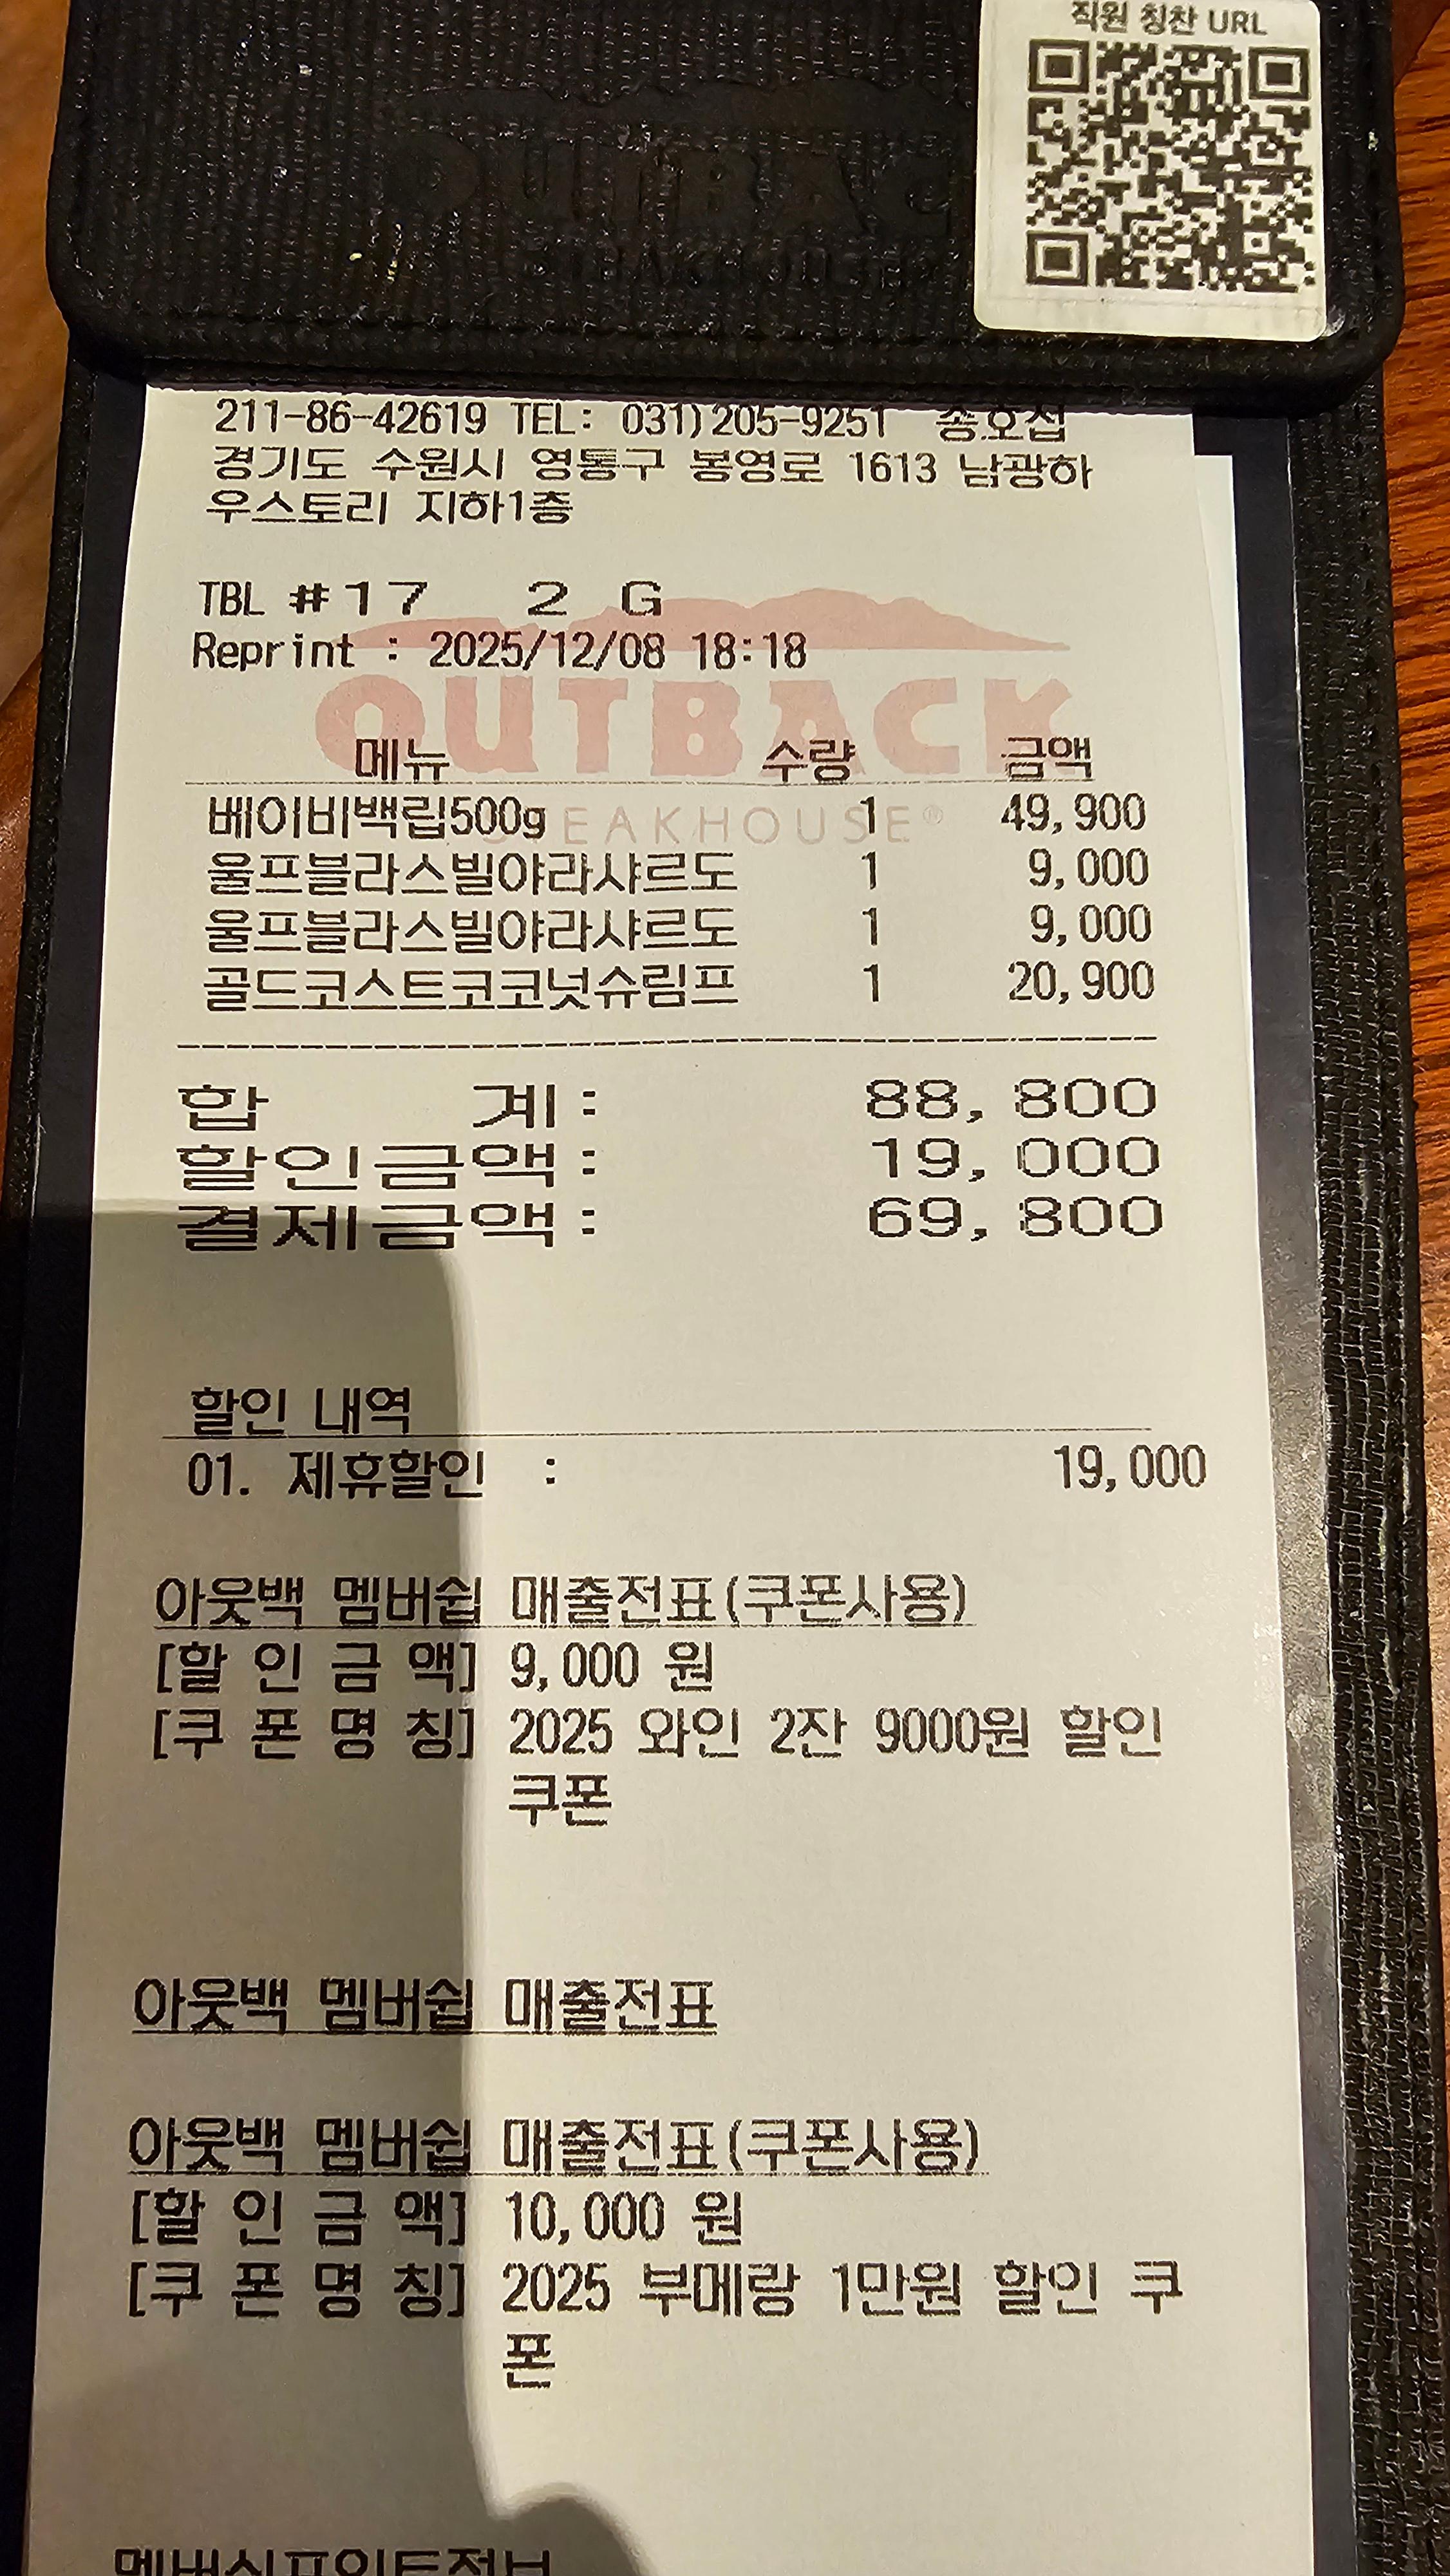 직원 칭찬 URL
OUTBAC
STEAKHOUSE
211-86-42619 TEL: 031)205-9251 송호섭
경기도 수원시 영통구 봉영로 1613 남광하
우스토리 지하1층
TBL #17 2 G
Reprint : 2025/12/08 18:18
OUTBACK
메뉴 수량 금액
STEAKHOUSE®
베이비백립500g 1 49,900
울프블라스빌야라샤르도 1 9,000
울프블라스빌야라샤르도 1 9,000
골드코스트코코넛슈림프 1 20,900
합 계: 88,800
할인금액: 19,000
결제금액: 69,800
할인 내역
01. 제휴할인 : 19,000
아웃백 멤버쉽 매출전표(쿠폰사용)
[할 인 금 액] 9,000 원
[쿠 폰 명 칭] 2025 와인 2잔 9000원 할인
쿠폰
아웃백 멤버쉽 매출전표
아웃백 멤버쉽 매출전표(쿠폰사용)
[할 인 금 액] 10,000 원
[쿠 폰 명 칭] 2025 부메랑 1만원 할인 쿠
폰